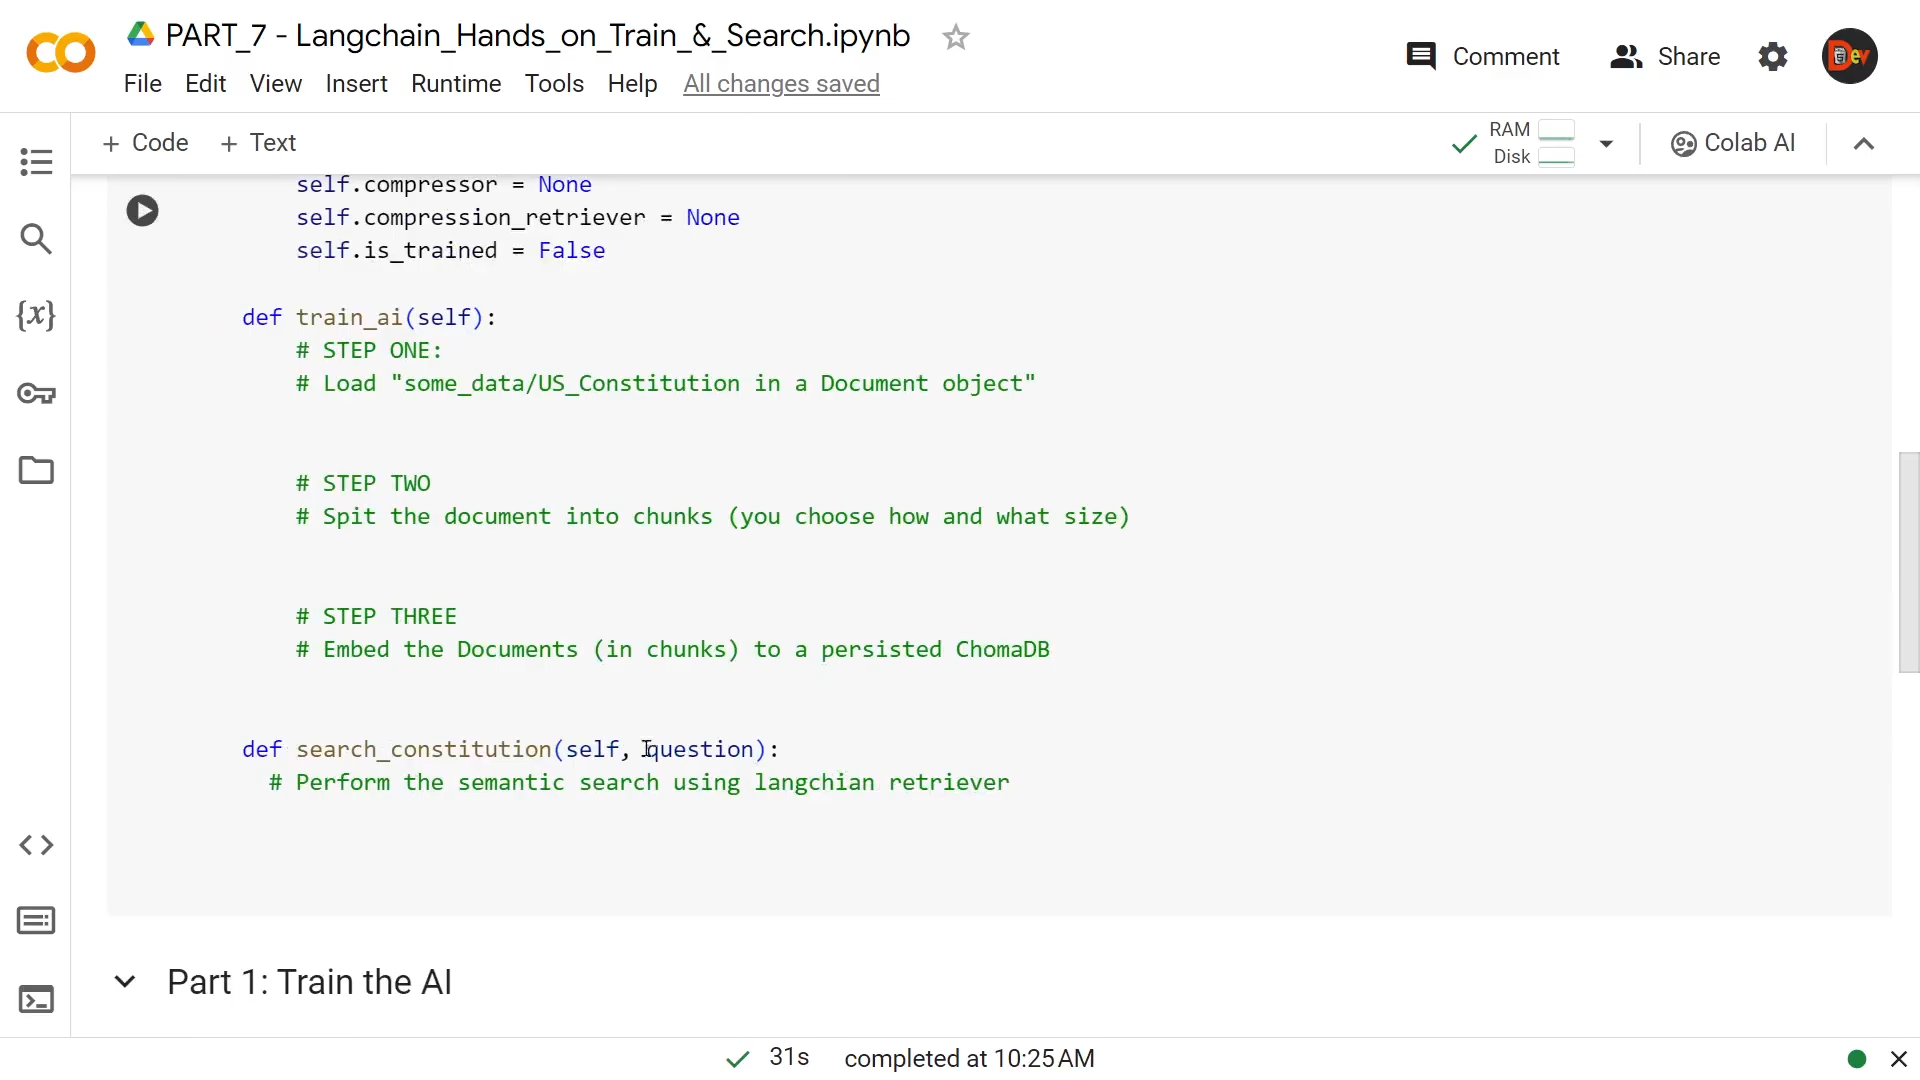 PART_7 - Langchain_Hands_on_Train_&_Search.ipynb
Comment
Share
Dev
File Edit View Insert Runtime Tools Help All changes saved
+ Code + Text
RAM
Disk
Colab AI
self.compressor = None
self.compression_retriever = None
self.is_trained = False
def train_ai(self):
# STEP ONE:
# Load "some_data/US_Constitution in a Document object"
# STEP TWO
# Spit the document into chunks (you choose how and what size)
# STEP THREE
# Embed the Documents (in chunks) to a persisted ChomaDB
def search_constitution(self, question):
# Perform the semantic search using langchian retriever
Part 1: Train the AI
31s completed at 10:25 AM